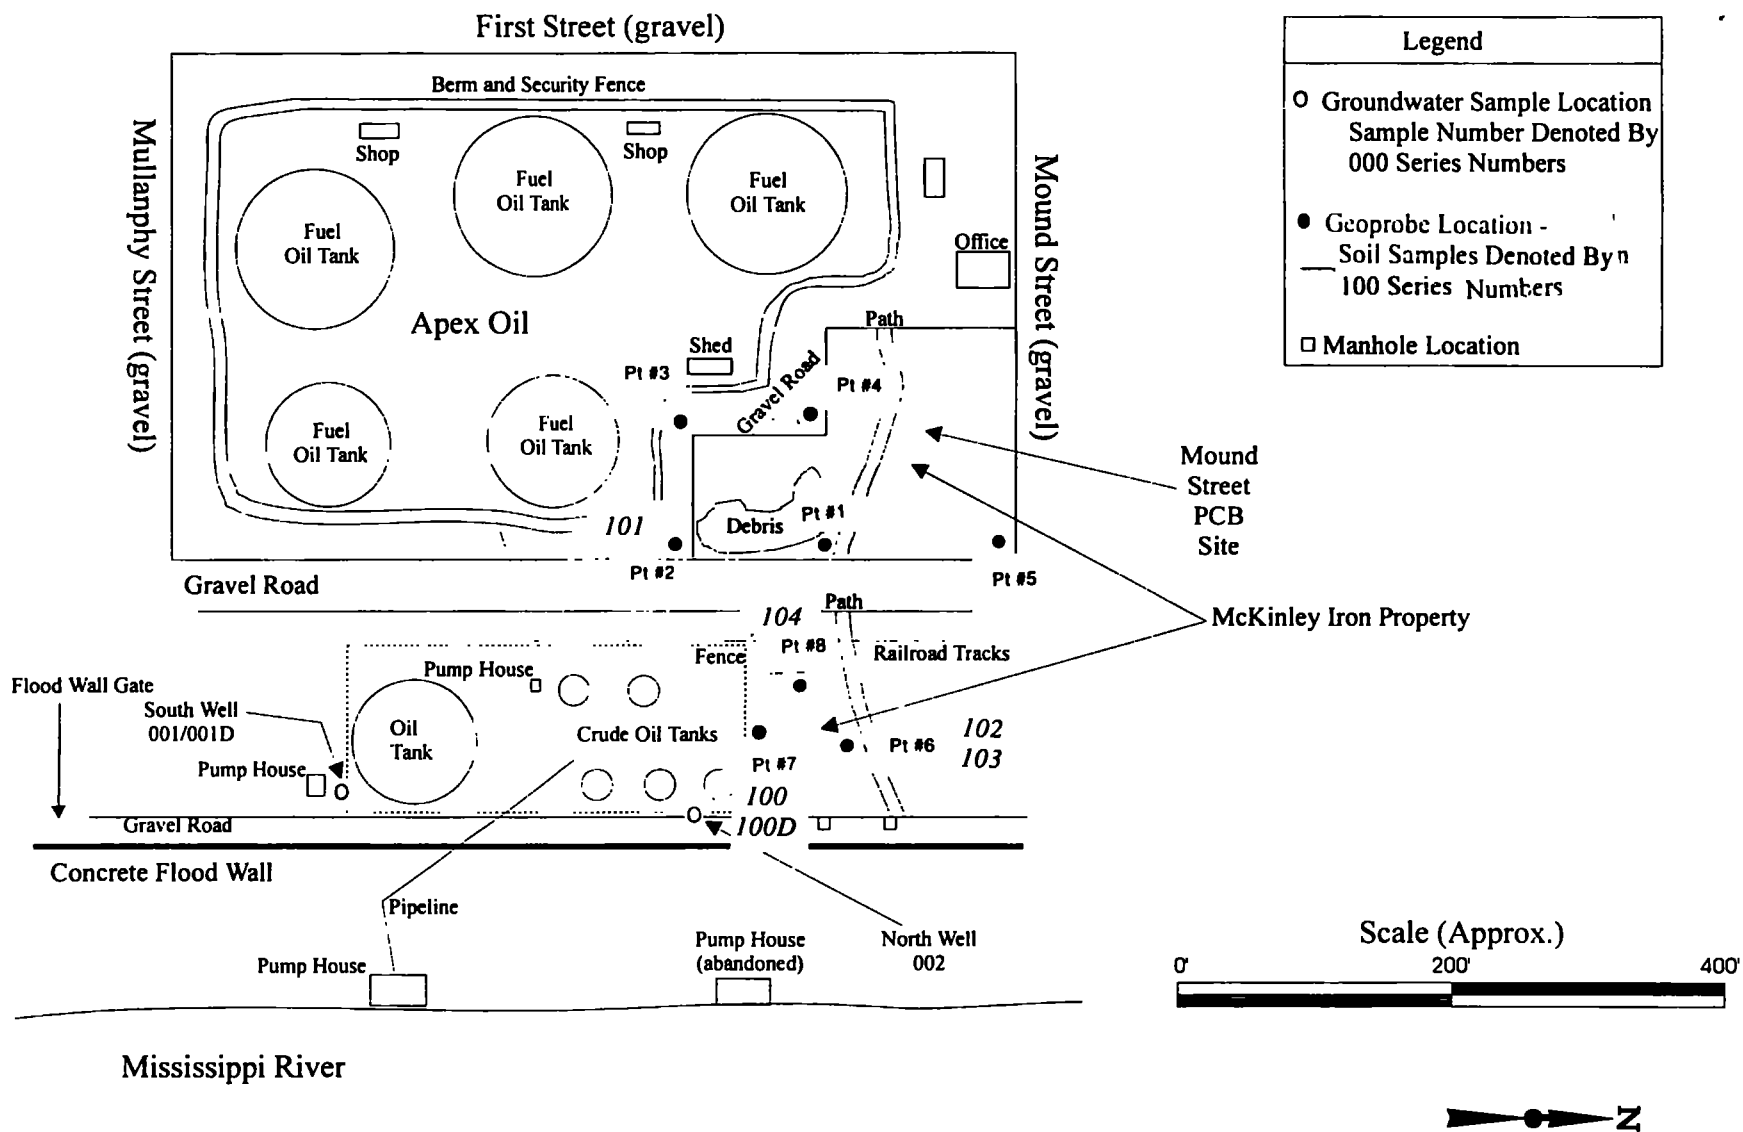 First Street (gravel)
Berm and Security Fence
Mullanphy Street (gravel)
Mound Street (gravel)
Shop
Shop
Fuel
Oil Tank
Fuel
Oil Tank
Fuel
Oil Tank
Office
Apex Oil
Path
Shed
Pt #3
Gravel Road
Pt #4
Fuel
Oil Tank
Fuel
Oil Tank
101
Debris
Pt #1
Pt #2
Pt #5
Mound
Street
PCB
Site
Gravel Road
Path
104
McKinley Iron Property
Pt #8
Fence
Railroad Tracks
Pump House
Flood Wall Gate
South Well
001/001D
Oil
Tank
Crude Oil Tanks
102
103
Pt #6
Pump House
Pt #7
100
100D
Gravel Road
Concrete Flood Wall
Pipeline
Pump House
Pump House
(abandoned)
North Well
002
Mississippi River
Legend
Groundwater Sample Location
Sample Number Denoted By
000 Series Numbers
Geoprobe Location -
Soil Samples Denoted By
100 Series Numbers
Manhole Location
Scale (Approx.)
0' 200' 400'
N